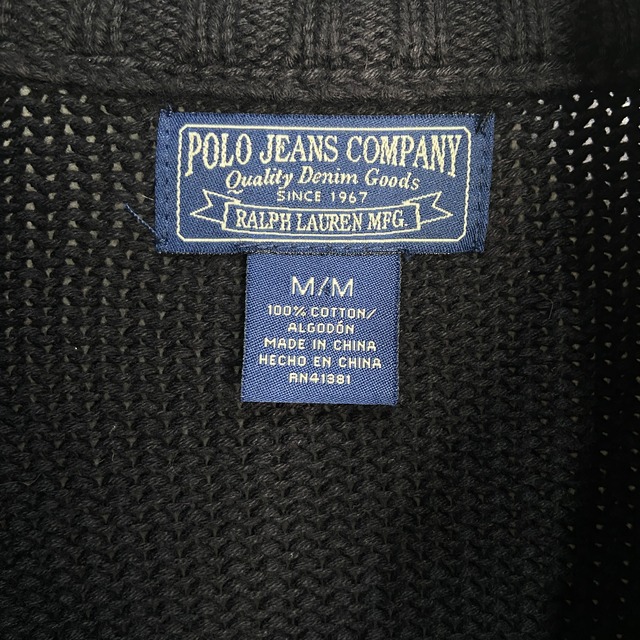 POLO JEANS COMPANY
Quality Denim Goods
SINCE 1967
RALPH LAUREN MFG.
M/M
100% COTTON/
ALGODÓN
MADE IN CHINA
HECHO EN CHINA
RN41381